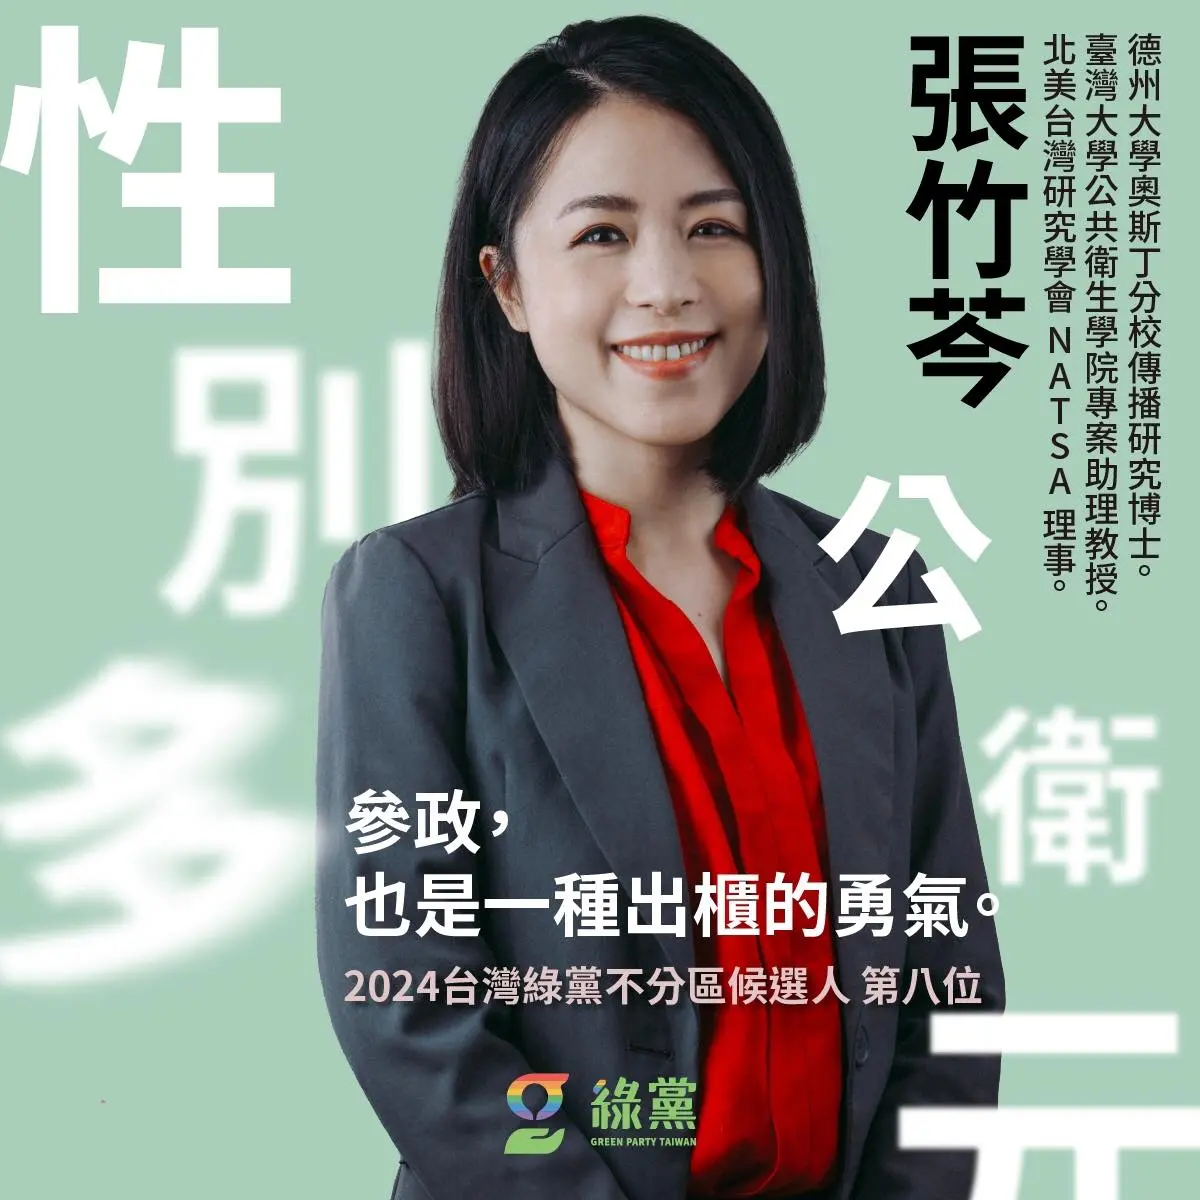 性
別
多
元
公
衛
張竹芩
德州大學奧斯丁分校傳播研究博士。
臺灣大學公共衛生學院專案助理教授。
北美台灣研究學會 NATSA 理事。
參政，
也是一種出櫃的勇氣。
2024台灣綠黨不分區候選人 第八位
綠黨
GREEN PARTY TAIWAN